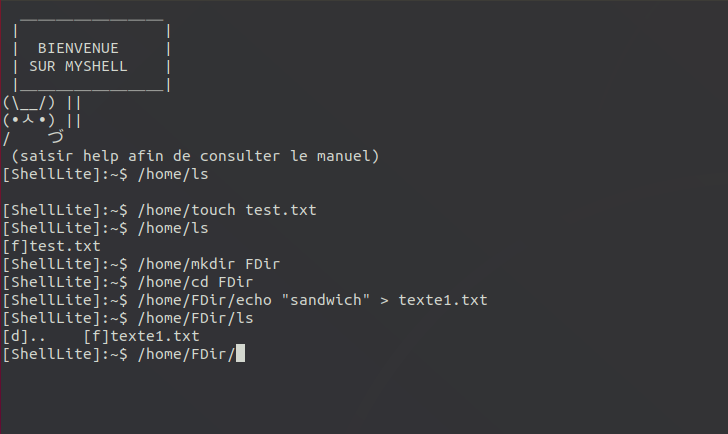 ________________
 |                |
 |  BIENVENUE     |
 | SUR MYSHELL    |
 |________________|
(\__/) ||
(•ㅅ•) ||
/    づ
 (saisir help afin de consulter le manuel)
[ShellLite]:~$ /home/ls
[ShellLite]:~$ /home/touch test.txt
[ShellLite]:~$ /home/ls
[f]test.txt
[ShellLite]:~$ /home/mkdir FDir
[ShellLite]:~$ /home/cd FDir
[ShellLite]:~$ /home/FDir/echo "sandwich" > texte1.txt
[ShellLite]:~$ /home/FDir/ls
[d]..    [f]texte1.txt
[ShellLite]:~$ /home/FDir/